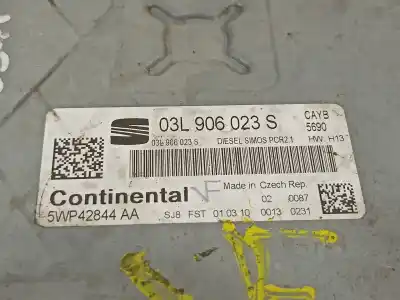 03L 906 023 S
CAYB
5690
03L 906 023 S DIESEL SIMOS PCR2.1 HW: H13
Continental
Made in Czech Rep.
02 0087
5WP42844 AA SJ8 FST 01.03.10 0013 0231